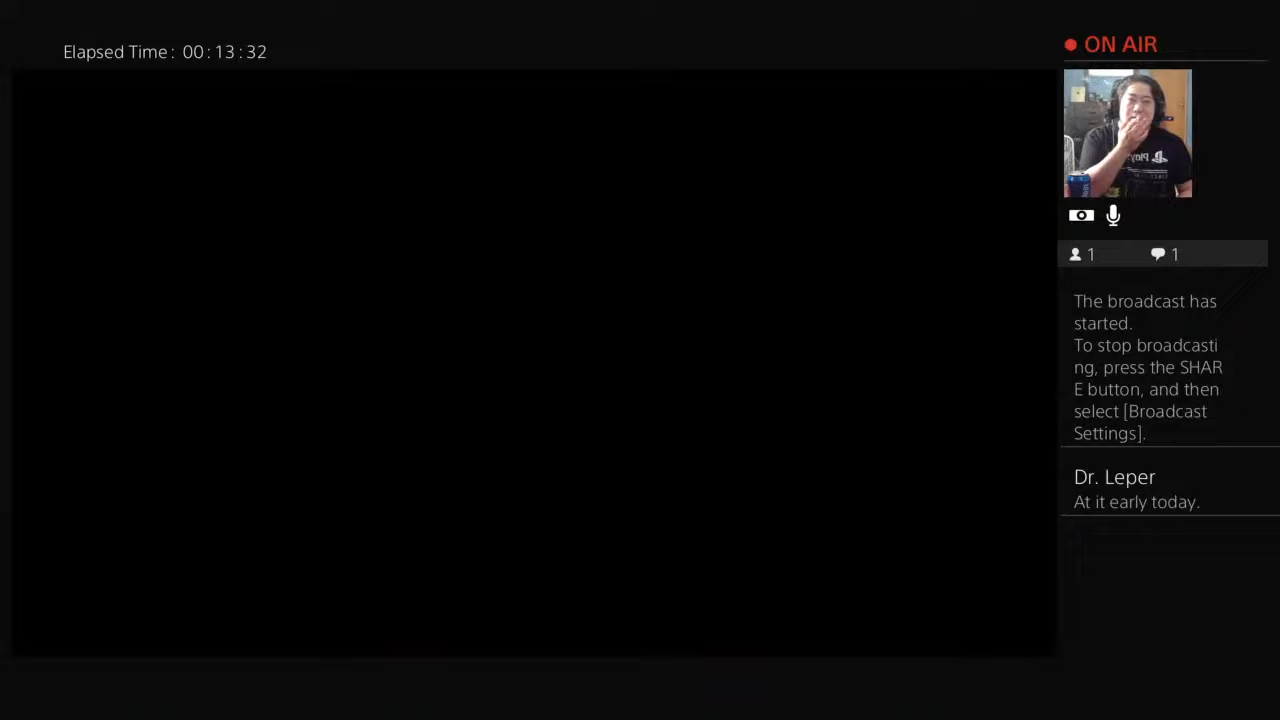 Elapsed Time: 00:13:32
ON AIR
1 1
The broadcast has
started.
To stop broadcasti
ng, press the SHAR
E button, and then
select [Broadcast
Settings].
Dr. Leper
At it early today.